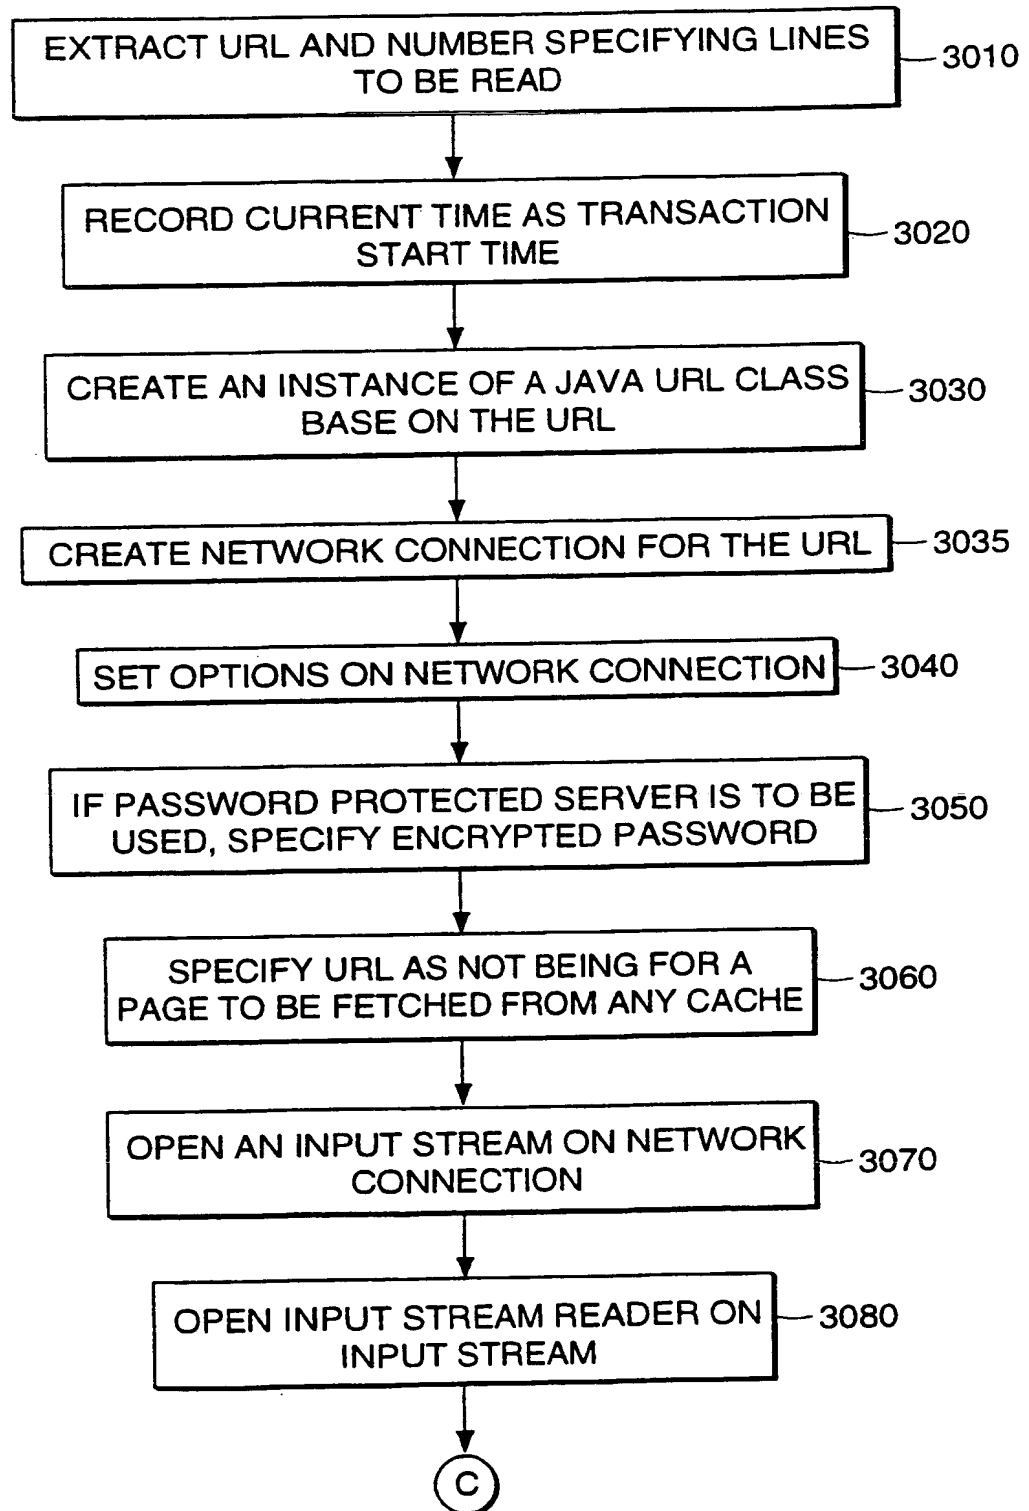 EXTRACT URL AND NUMBER SPECIFYING LINES
TO BE READ
3010
RECORD CURRENT TIME AS TRANSACTION
START TIME
3020
CREATE AN INSTANCE OF A JAVA URL CLASS
BASE ON THE URL
3030
CREATE NETWORK CONNECTION FOR THE URL
3035
SET OPTIONS ON NETWORK CONNECTION
3040
IF PASSWORD PROTECTED SERVER IS TO BE
USED, SPECIFY ENCRYPTED PASSWORD
3050
SPECIFY URL AS NOT BEING FOR A
PAGE TO BE FETCHED FROM ANY CACHE
3060
OPEN AN INPUT STREAM ON NETWORK
CONNECTION
3070
OPEN INPUT STREAM READER ON
INPUT STREAM
3080
C